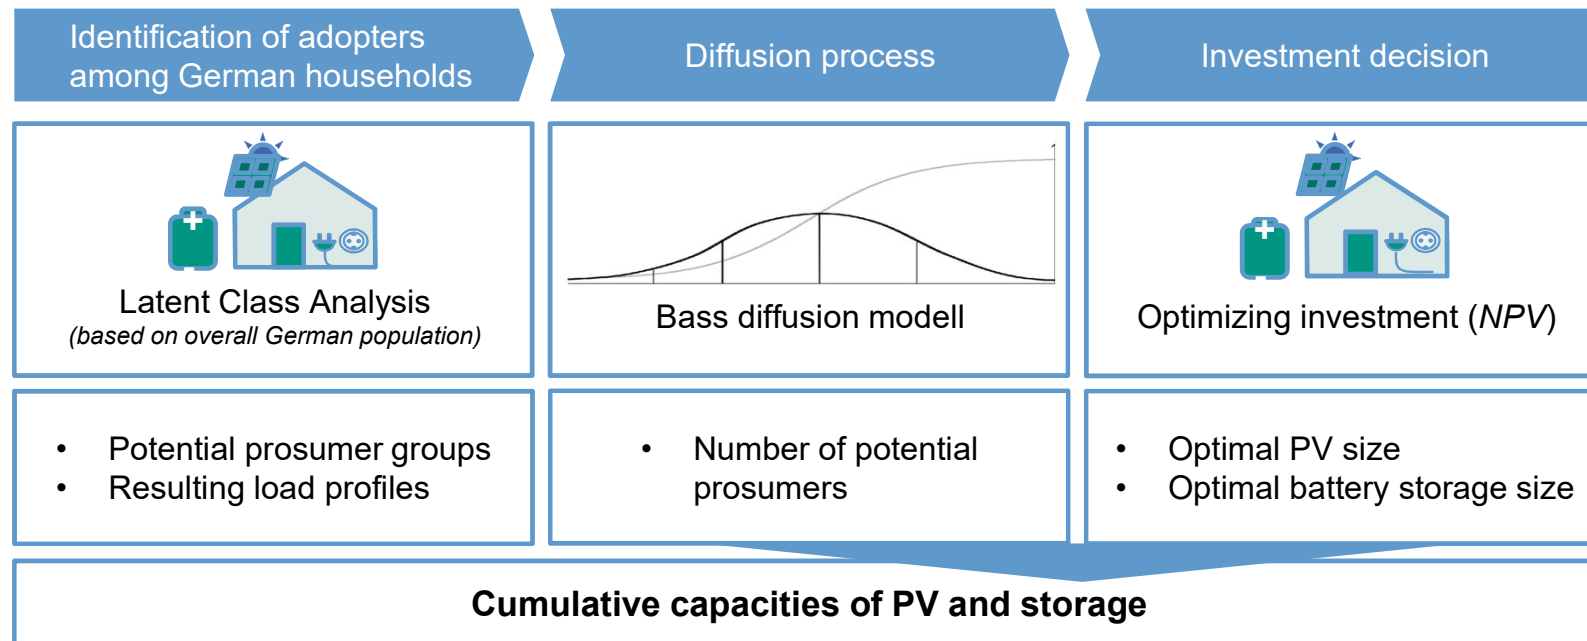 Identification of adopters
among German households
Diffusion process
Investment decision
Latent Class Analysis
(based on overall German population)
Bass diffusion modell
Optimizing investment (NPV)
• Potential prosumer groups
• Resulting load profiles
• Number of potential
prosumers
• Optimal PV size
• Optimal battery storage size
Cumulative capacities of PV and storage